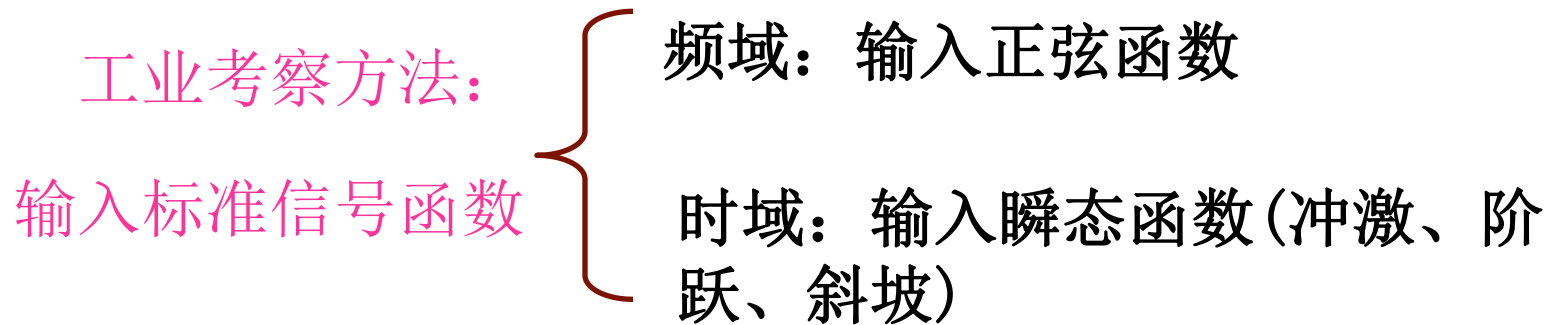 工业考察方法：
输入标准信号函数
频域：输入正弦函数
时域：输入瞬态函数(冲激、阶
跃、斜坡)